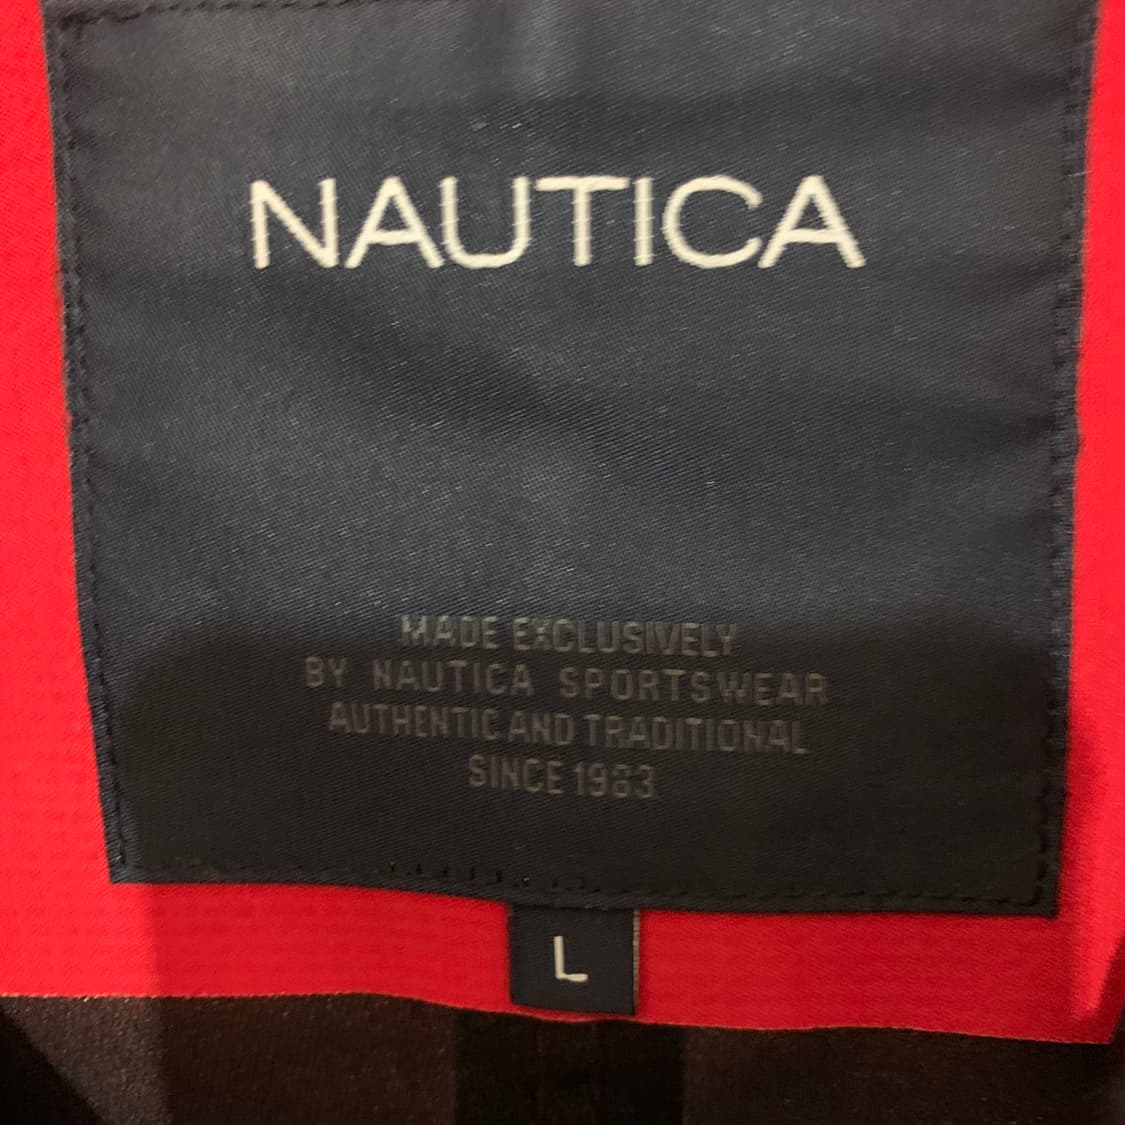 NAUTICA
MADE EXCLUSIVELY
BY NAUTICA SPORTSWEAR
AUTHENTIC AND TRADITIONAL
SINCE 1983
L